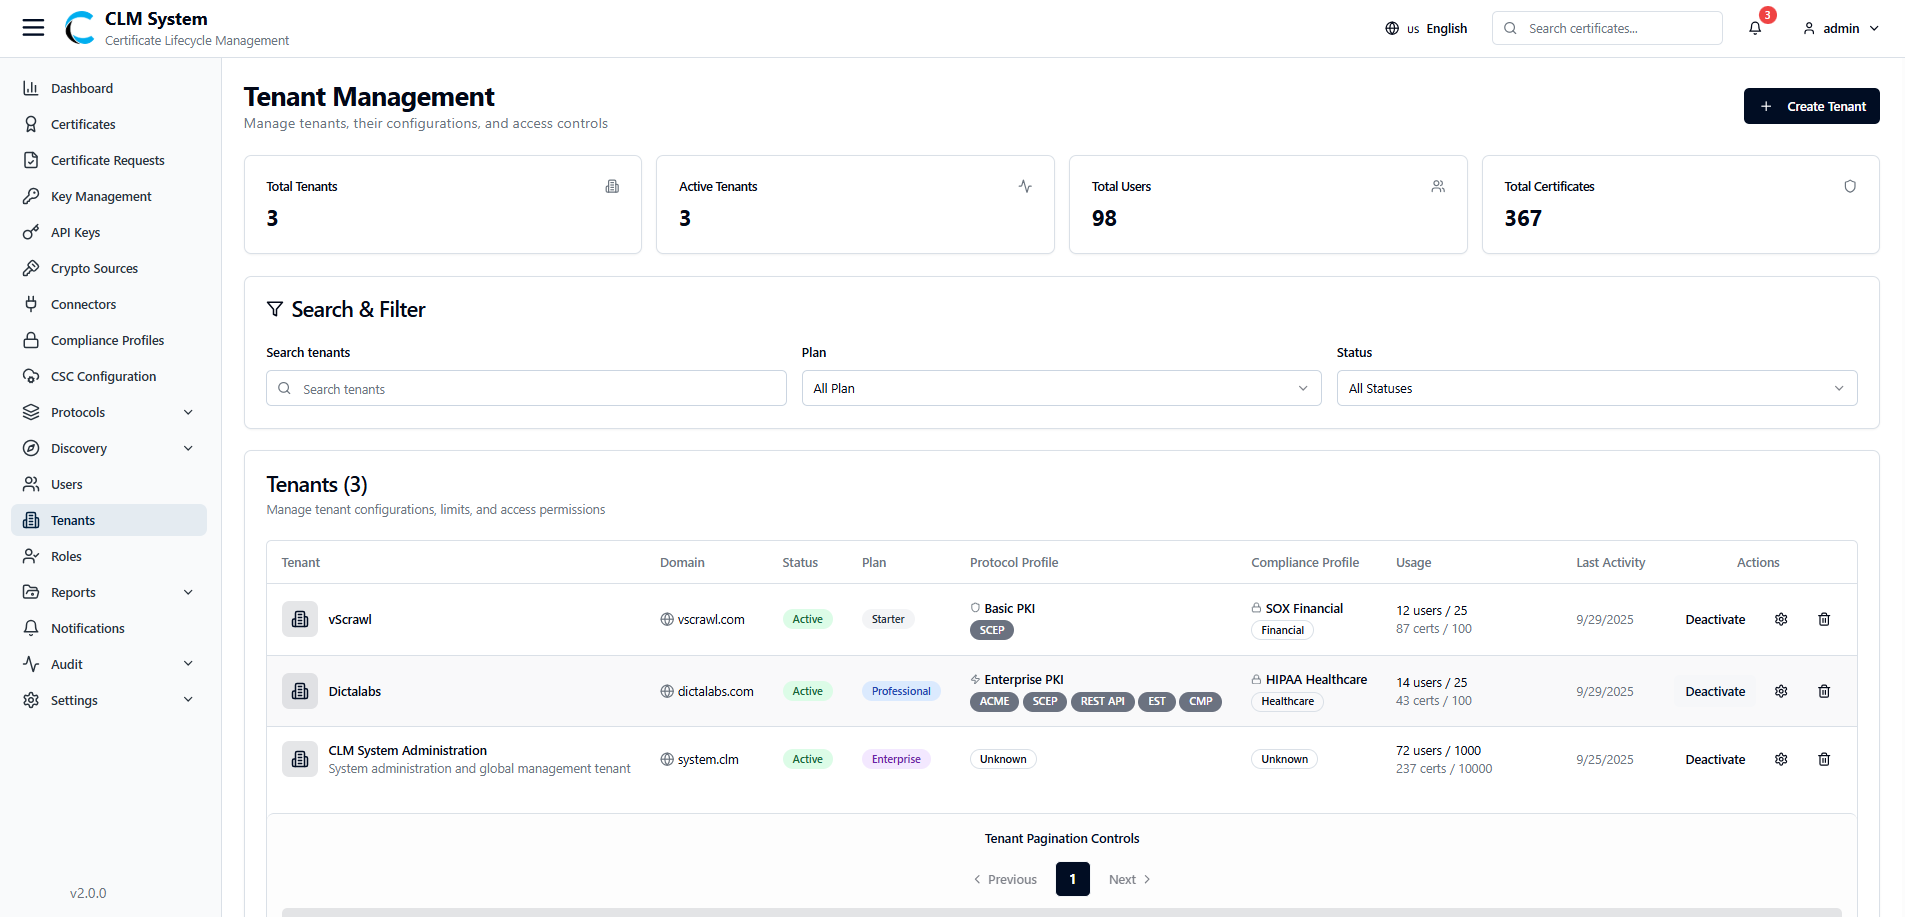 CLM System
Certificate Lifecycle Management
us English
Search certificates...
3
admin
Dashboard
Certificates
Certificate Requests
Key Management
API Keys
Crypto Sources
Connectors
Compliance Profiles
CSC Configuration
Protocols
Discovery
Users
Tenants
Roles
Reports
Notifications
Audit
Settings
v2.0.0
Tenant Management
Manage tenants, their configurations, and access controls
Create Tenant
Total Tenants
3
Active Tenants
3
Total Users
98
Total Certificates
367
Search & Filter
Search tenants
Search tenants
Plan
All Plan
Status
All Statuses
Tenants (3)
Manage tenant configurations, limits, and access permissions
Tenant Domain Status Plan Protocol Profile Compliance Profile Usage Last Activity Actions
vScrawl vscrawl.com Active Starter
Basic PKI
SCEP
SOX Financial
Financial
12 users / 25
87 certs / 100
9/29/2025 Deactivate
Dictalabs dictalabs.com Active Professional
Enterprise PKI
ACME SCEP REST API EST CMP
HIPAA Healthcare
Healthcare
14 users / 25
43 certs / 100
9/29/2025 Deactivate
CLM System Administration
System administration and global management tenant
system.clm Active Enterprise Unknown Unknown
72 users / 1000
237 certs / 10000
9/25/2025 Deactivate
Tenant Pagination Controls
Previous 1 Next